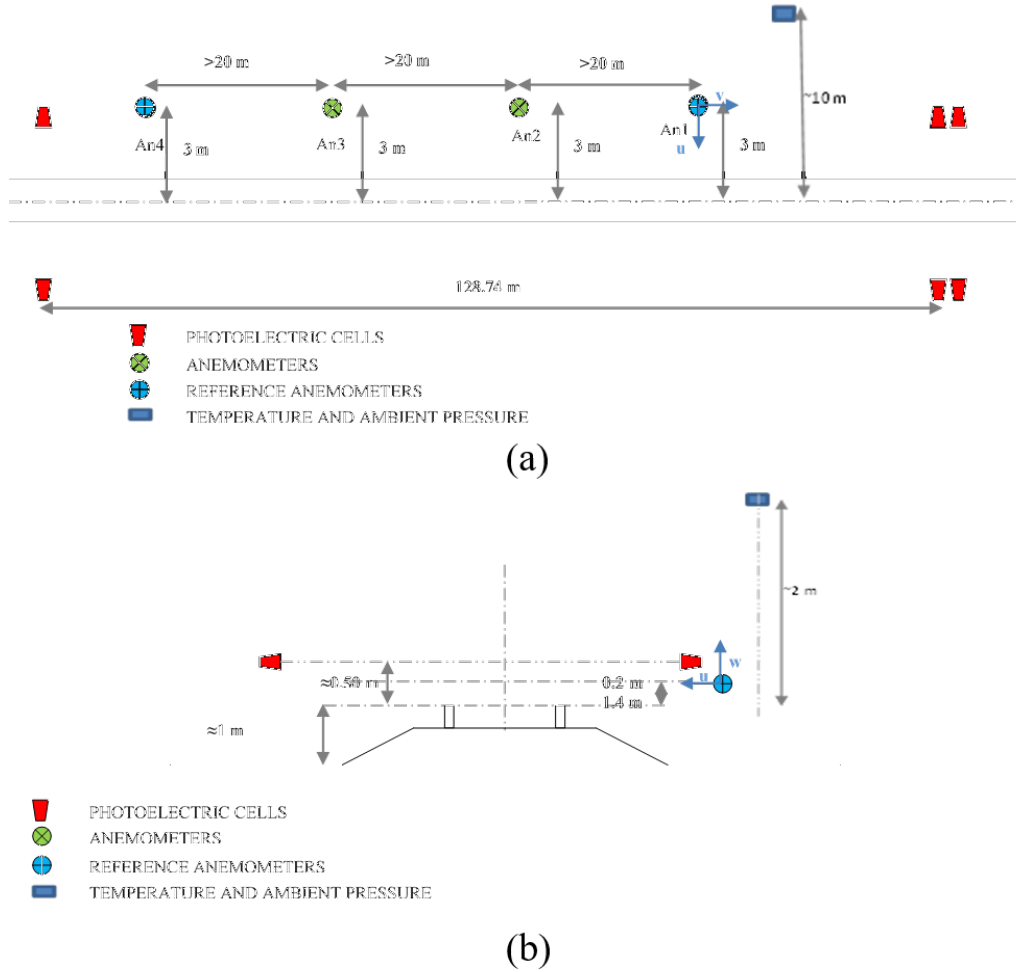 >20 m >20 m >20 m
~10 m
v
An4 An3 An2 An1
3 m 3 m 3 m u 3 m
128.74 m
PHOTOELECTRIC CELLS
ANEMOMETERS
REFERENCE ANEMOMETERS
TEMPERATURE AND AMBIENT PRESSURE
(a)
~2 m
w
≈0.50 m 0.2 m u
1.4 m
≈1 m
PHOTOELECTRIC CELLS
ANEMOMETERS
REFERENCE ANEMOMETERS
TEMPERATURE AND AMBIENT PRESSURE
(b)